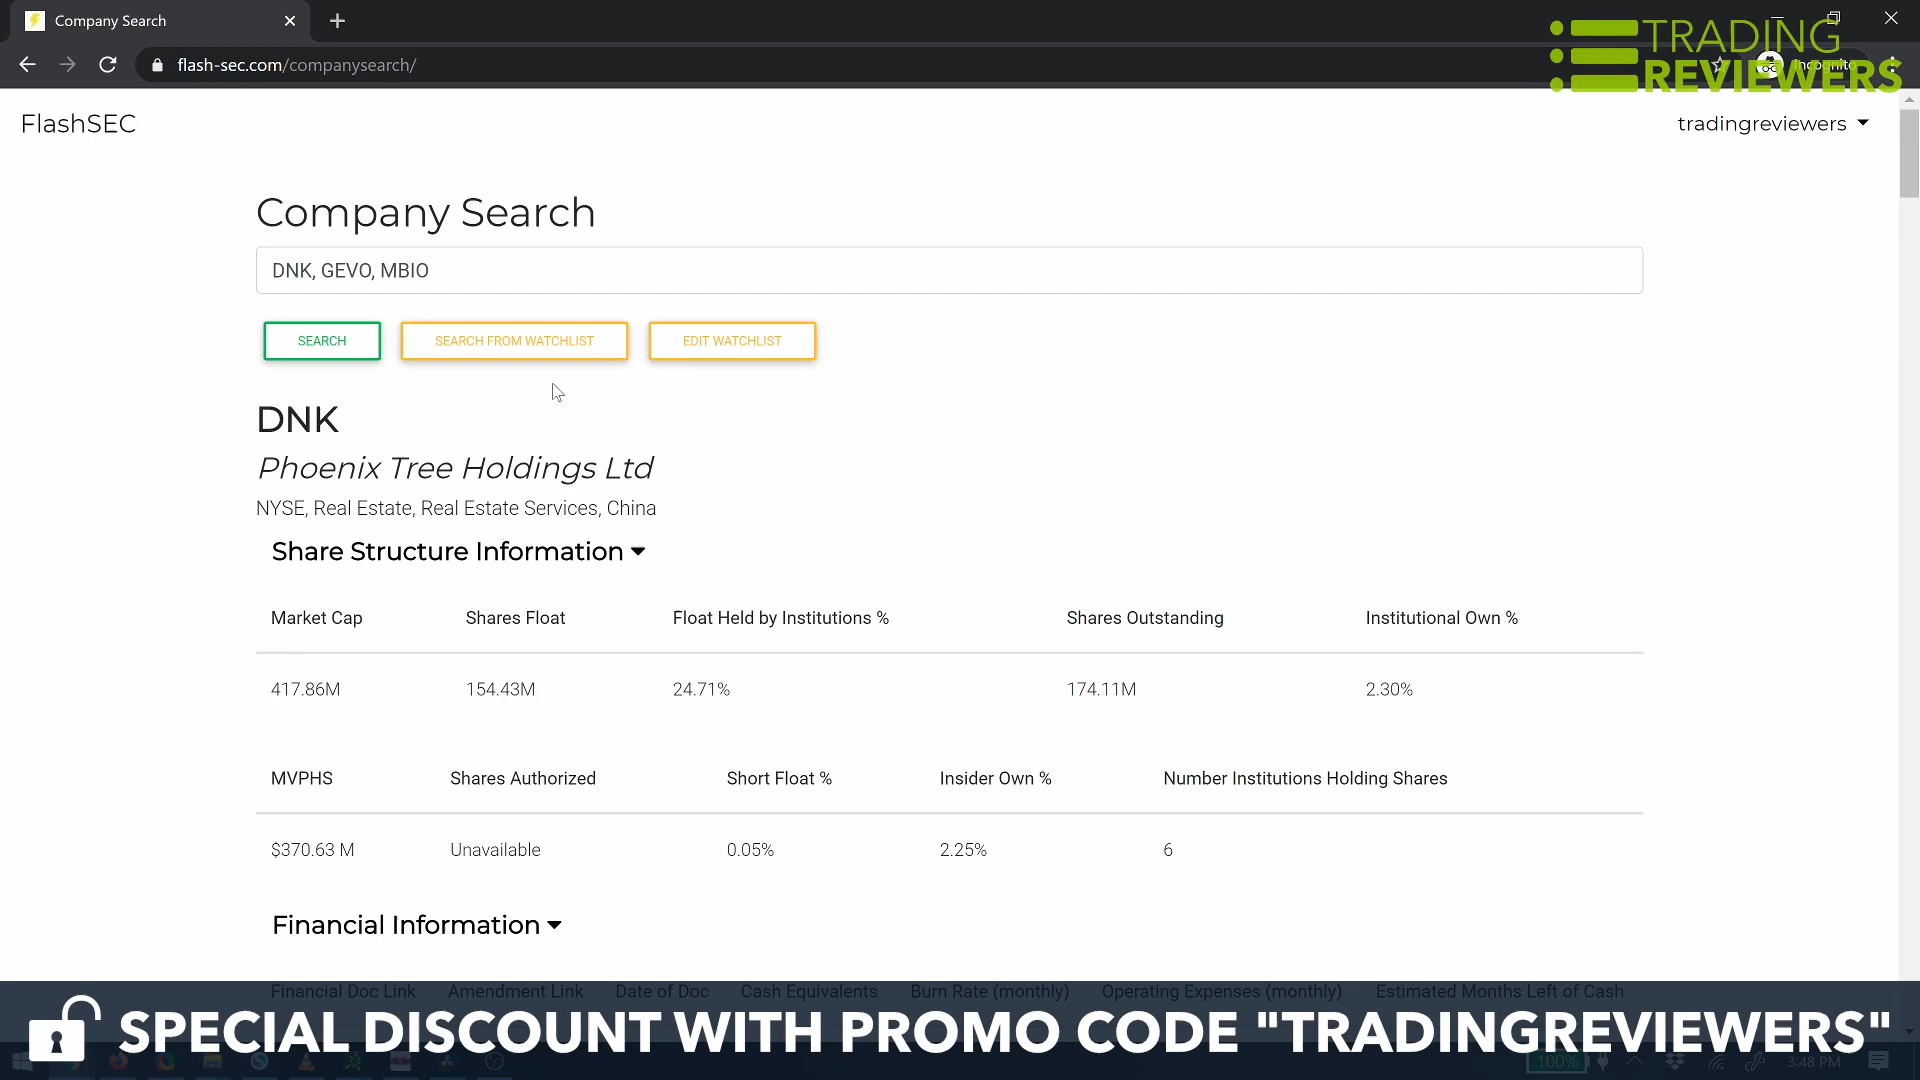 Company Search
flash-sec.com/companysearch/
Incognito
TRADING
REVIEWERS
FlashSEC
tradingreviewers
Company Search
DNK, GEVO, MBIO
SEARCH SEARCH FROM WATCHLIST EDIT WATCHLIST
DNK
Phoenix Tree Holdings Ltd
NYSE, Real Estate, Real Estate Services, China
Share Structure Information
Market Cap Shares Float Float Held by Institutions % Shares Outstanding Institutional Own %
417.86M 154.43M 24.71% 174.11M 2.30%
MVPHS Shares Authorized Short Float % Insider Own % Number Institutions Holding Shares
$370.63 M Unavailable 0.05% 2.25% 6
Financial Information
Financial Doc Link Amendment Link Date of Doc Cash Equivalents Burn Rate (monthly) Operating Expenses (monthly) Estimated Months Left of Cash
SPECIAL DISCOUNT WITH PROMO CODE "TRADINGREVIEWERS"
100% 3:48 PM